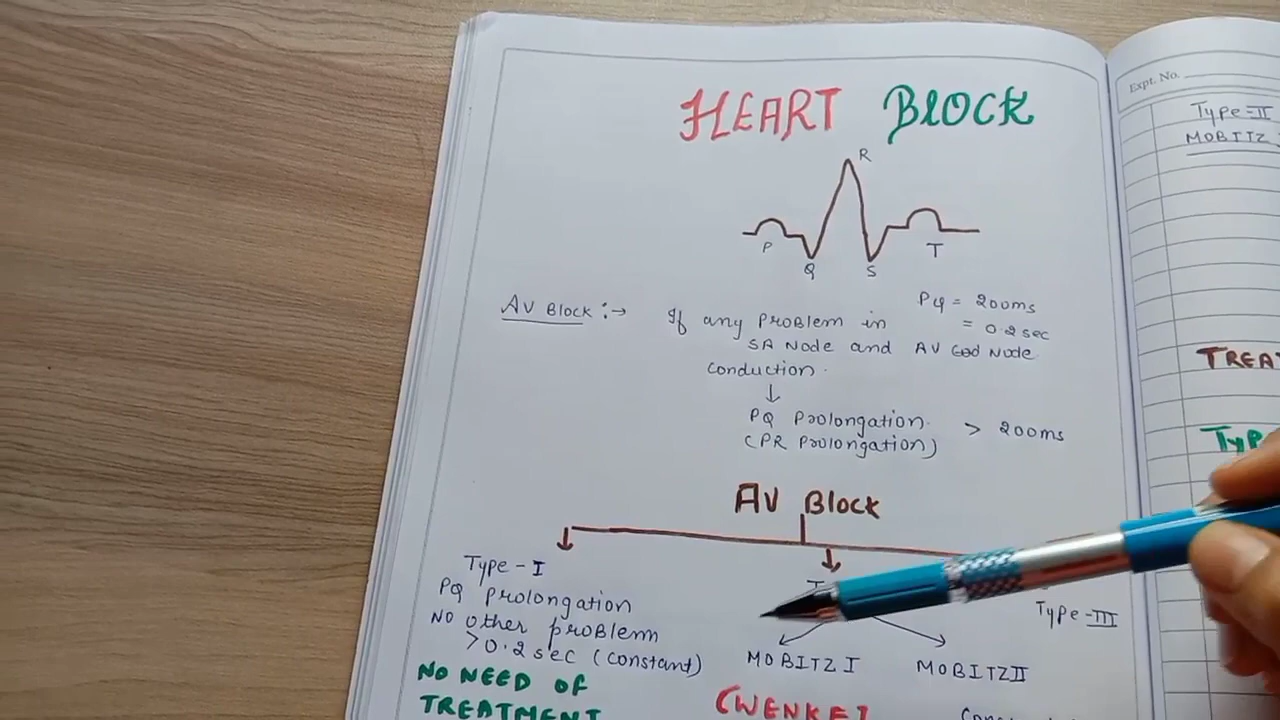 HEART BLOCK
R
P
Q
S
T
AV BLOCK :→ If any problem in
SA Node and AV Node
conduction.
PQ = 200ms
= 0.2 sec
↓
PQ Prolongation
(PR Prolongation) > 200ms
AV Block
Type - I
PQ prolongation
NO other problem
>0.2 sec (constant)
NO NEED OF
TREATMENT
MOBITZ I
MOBITZ II
Type - III
Expt. No.
Type-II
MOBITZ